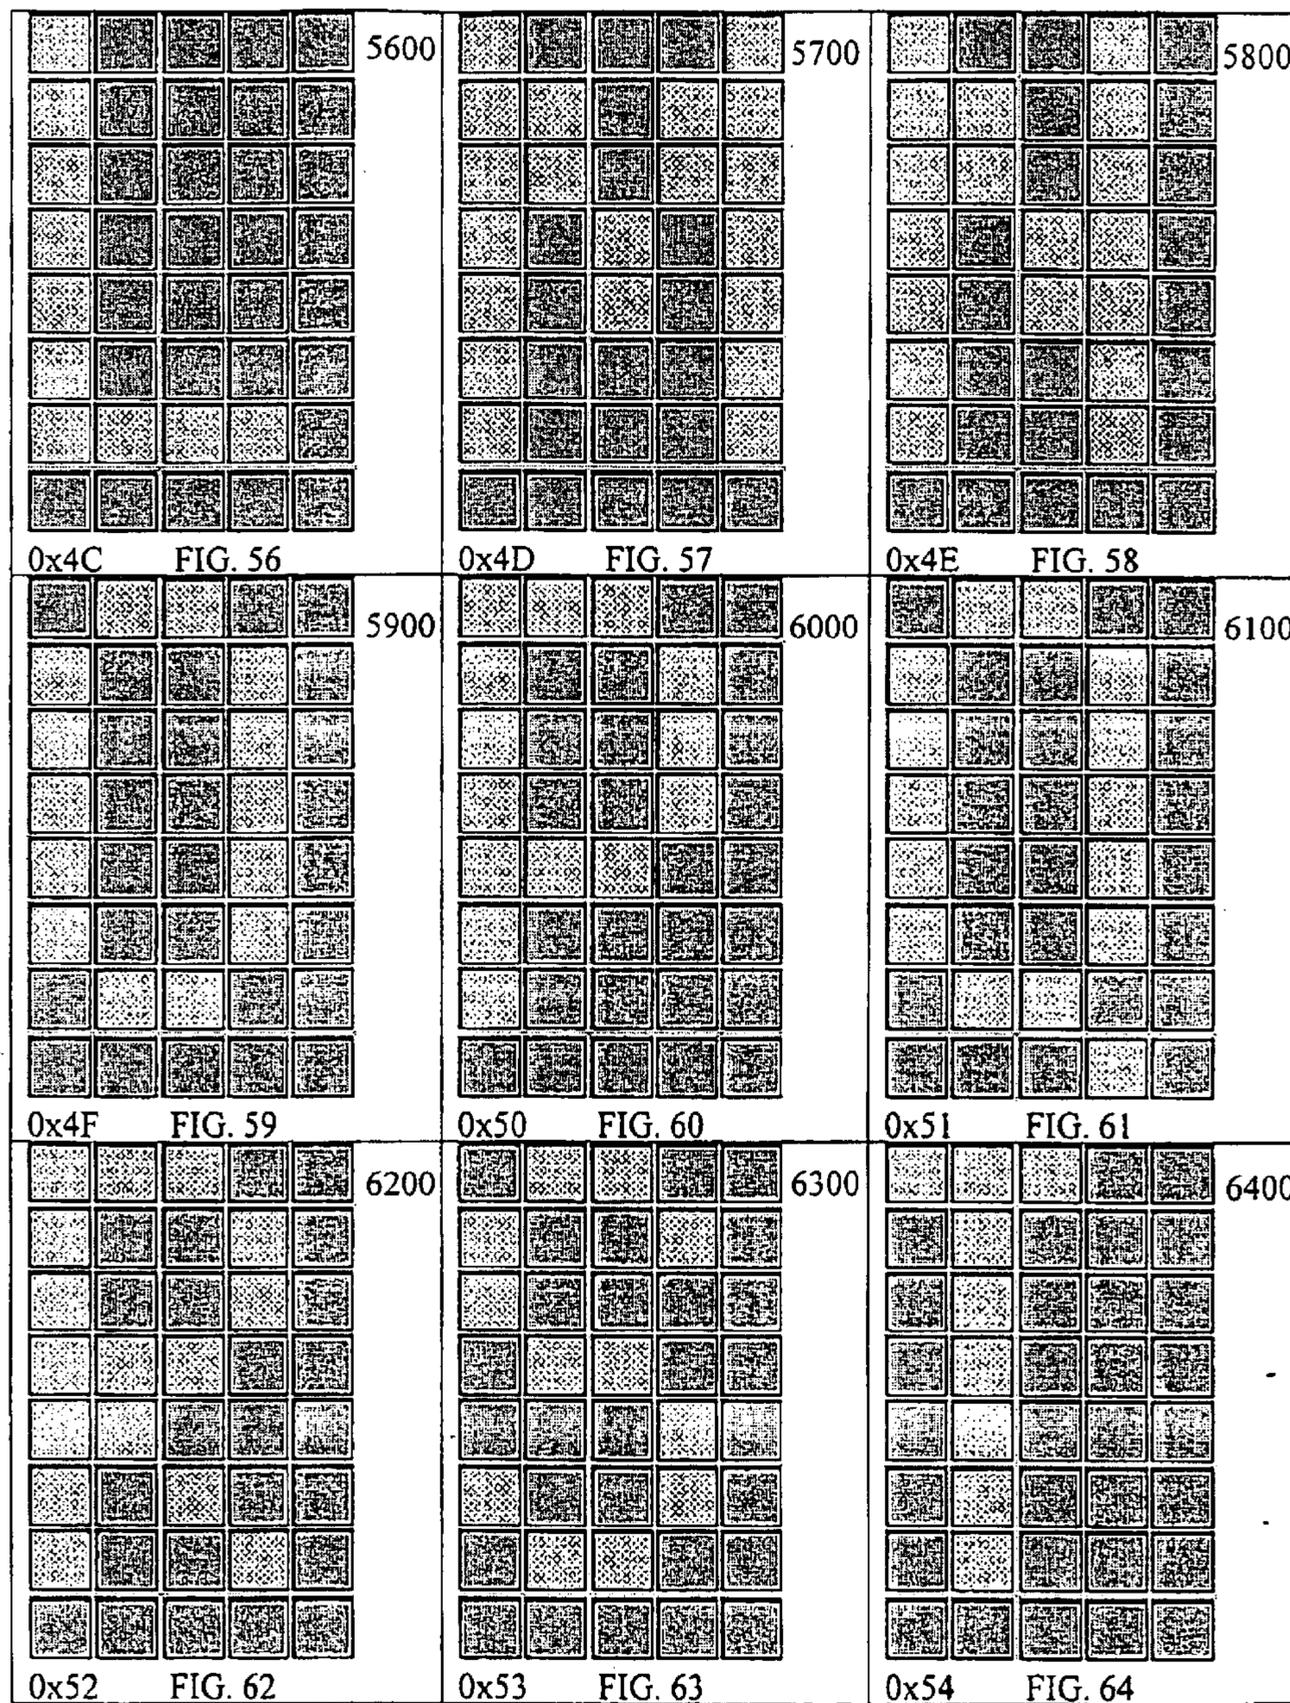 5600 5700 5800
0x4C FIG. 56 0x4D FIG. 57 0x4E FIG. 58
5900 6000 6100
0x4F FIG. 59 0x50 FIG. 60 0x51 FIG. 61
6200 6300 6400
0x52 FIG. 62 0x53 FIG. 63 0x54 FIG. 64